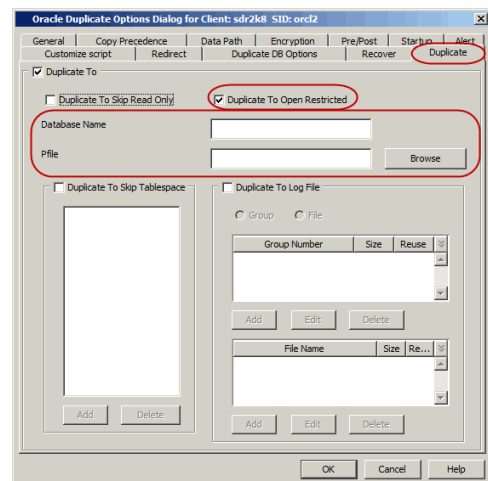 Oracle Duplicate Options Dialog for Client: sdr2k8 SID: orcl2
General Copy Precedence Data Path Encryption Pre/Post Startup Alert
Customize script Redirect Duplicate DB Options Recover Duplicate
Duplicate To
Duplicate To Skip Read Only Duplicate To Open Restricted
Database Name
Pfile Browse
Duplicate To Skip Tablespace Duplicate To Log File
Group File
Group Number Size Reuse
Add Edit Delete
File Name Size Re...
Add Delete Add Edit Delete
OK Cancel Help